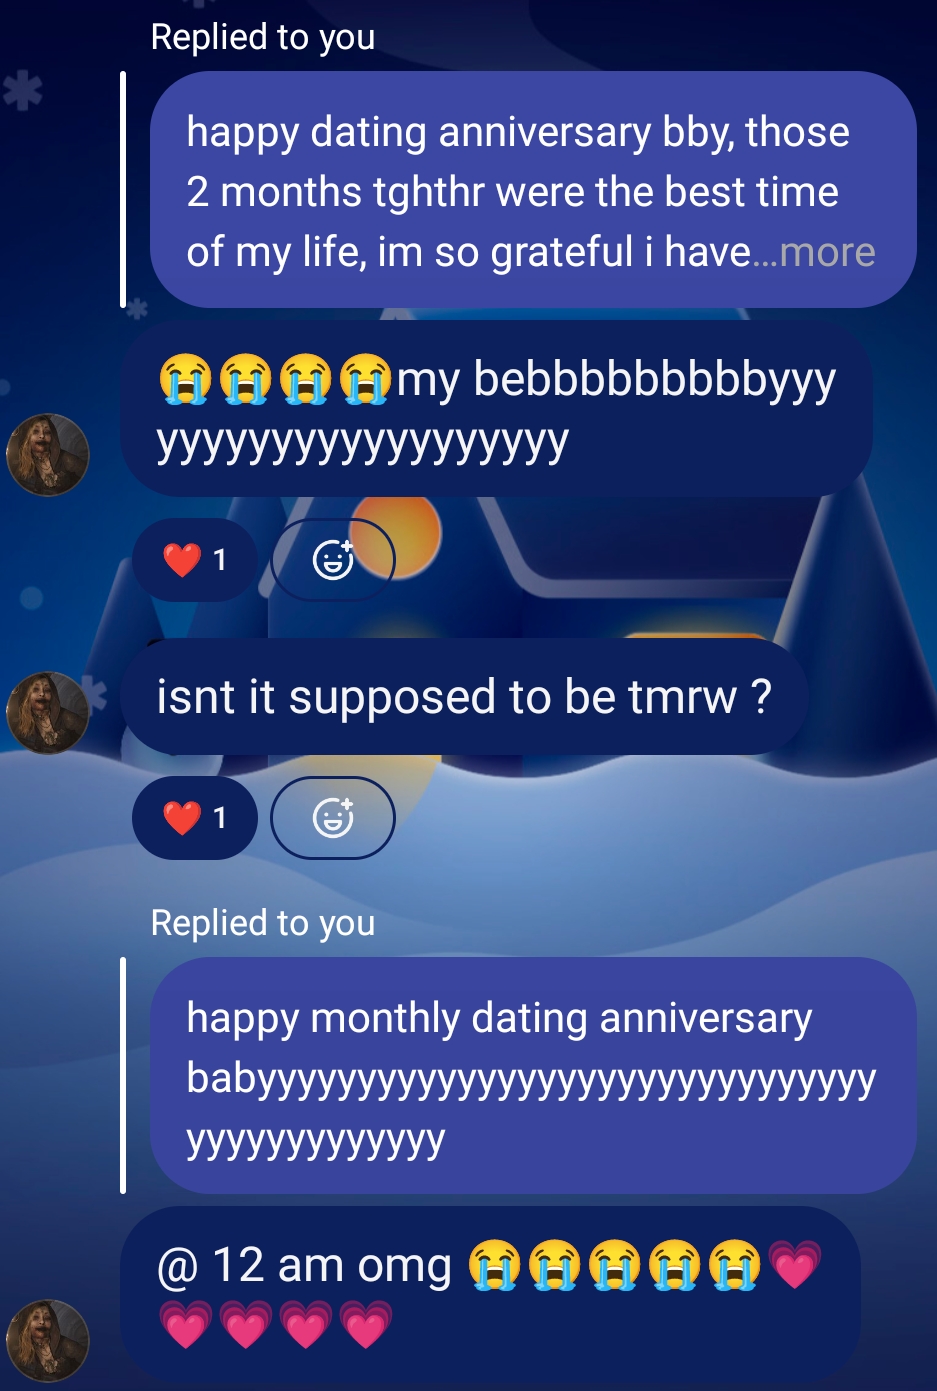 Replied to you
happy dating anniversary bby, those
2 months tghthr were the best time
of my life, im so grateful i have...more
😭😭😭😭my bebbbbbbbbbyyy
yyyyyyyyyyyyyyyyyyy
❤️ 1
isnt it supposed to be tmrw ?
❤️ 1
Replied to you
happy monthly dating anniversary
babyyyyyyyyyyyyyyyyyyyyyyyyyyyyyyy
yyyyyyyyyyyyy
@ 12 am omg 😭😭😭😭😭💗
💗💗💗💗